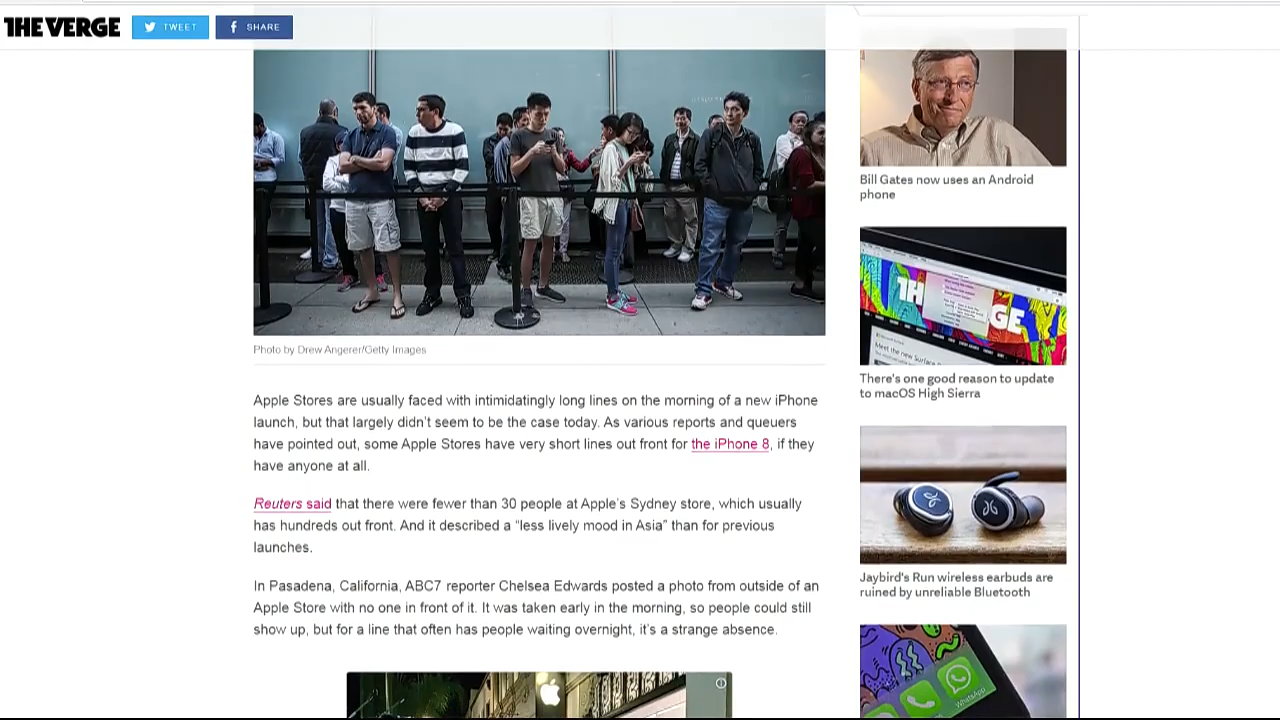 THE VERGE
TWEET
SHARE
Photo by Drew Angerer/Getty Images
Apple Stores are usually faced with intimidatingly long lines on the morning of a new iPhone
launch, but that largely didn't seem to be the case today. As various reports and queuers
have pointed out, some Apple Stores have very short lines out front for the iPhone 8, if they
have anyone at all.
Reuters said that there were fewer than 30 people at Apple's Sydney store, which usually
has hundreds out front. And it described a “less lively mood in Asia” than for previous
launches.
In Pasadena, California, ABC7 reporter Chelsea Edwards posted a photo from outside of an
Apple Store with no one in front of it. It was taken early in the morning, so people could still
show up, but for a line that often has people waiting overnight, it's a strange absence.
Bill Gates now uses an Android
phone
TH
GE
Meet the new Surface
There's one good reason to update
to macOS High Sierra
Jaybird's Run wireless earbuds are
ruined by unreliable Bluetooth
WhatsApp